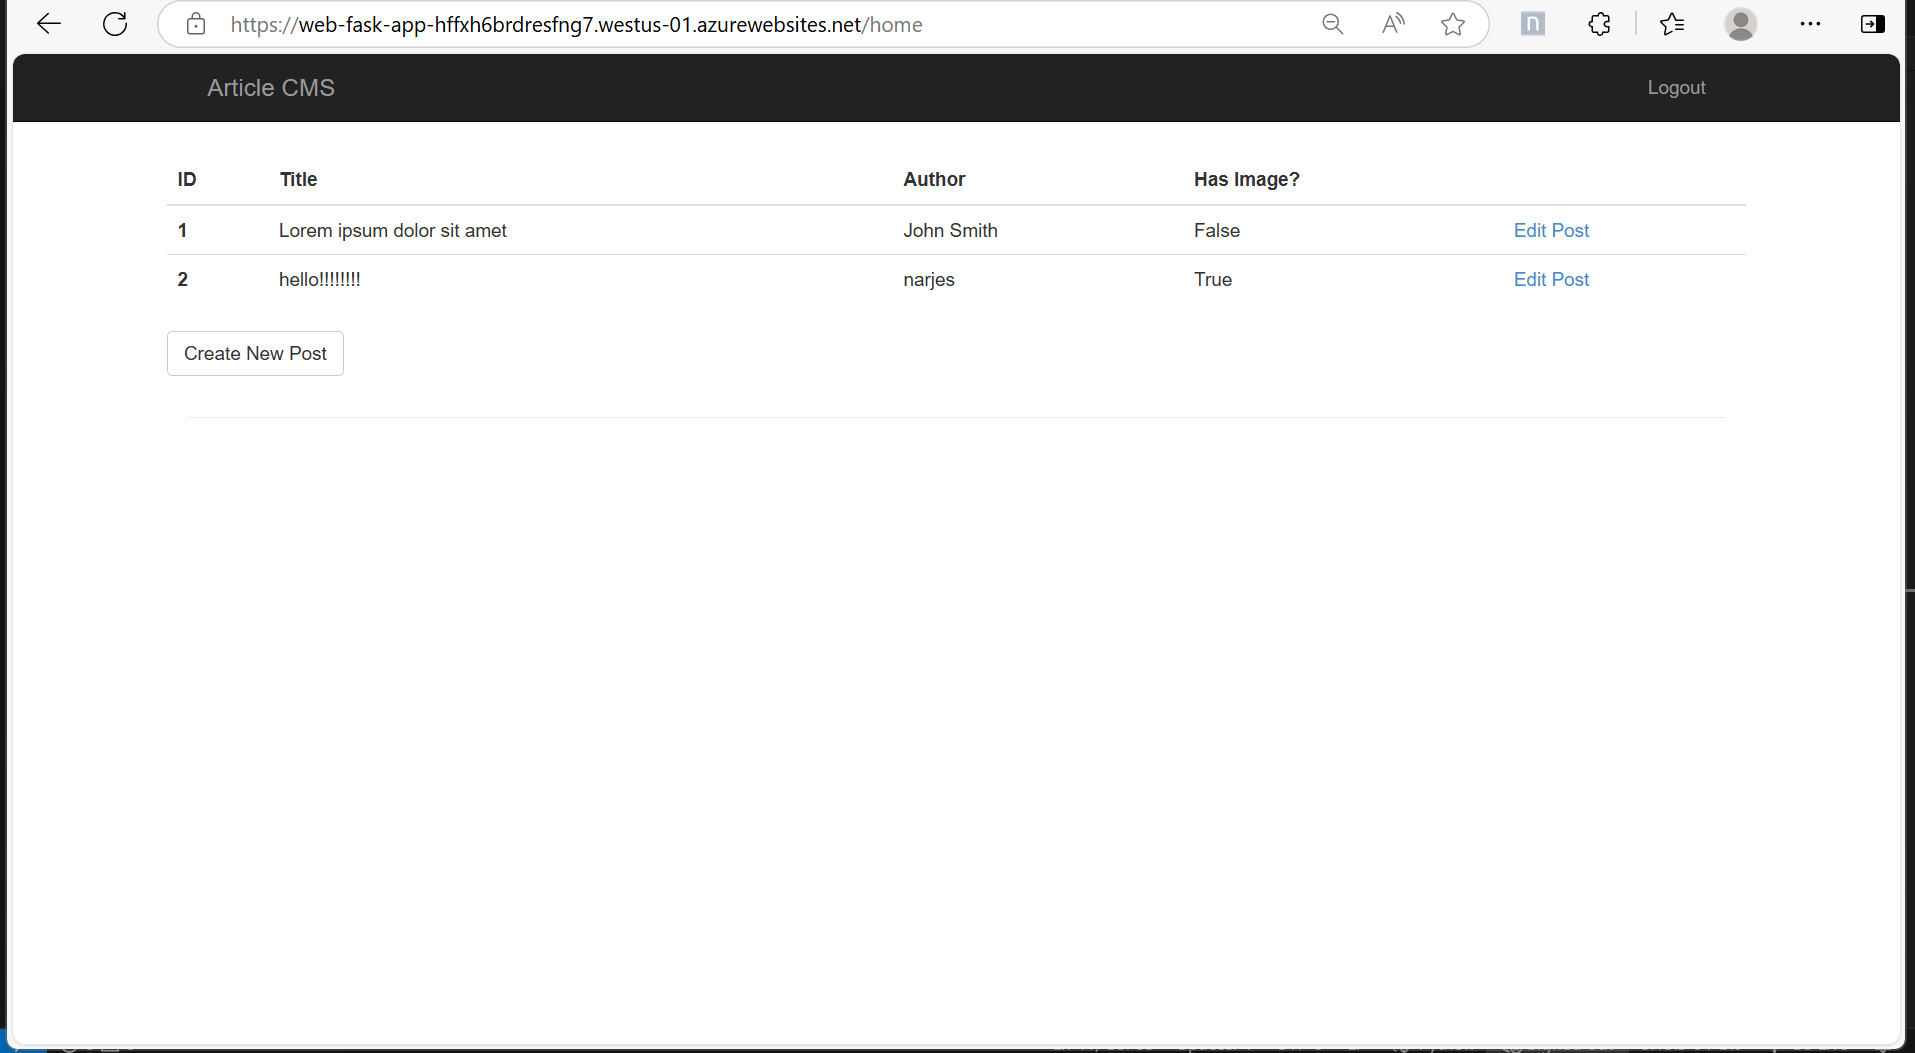 https://web-fask-app-hffxh6brdresfng7.westus-01.azurewebsites.net/home
Article CMS Logout
ID Title Author Has Image?
1 Lorem ipsum dolor sit amet John Smith False Edit Post
2 hello!!!!!!!! narjes True Edit Post
Create New Post